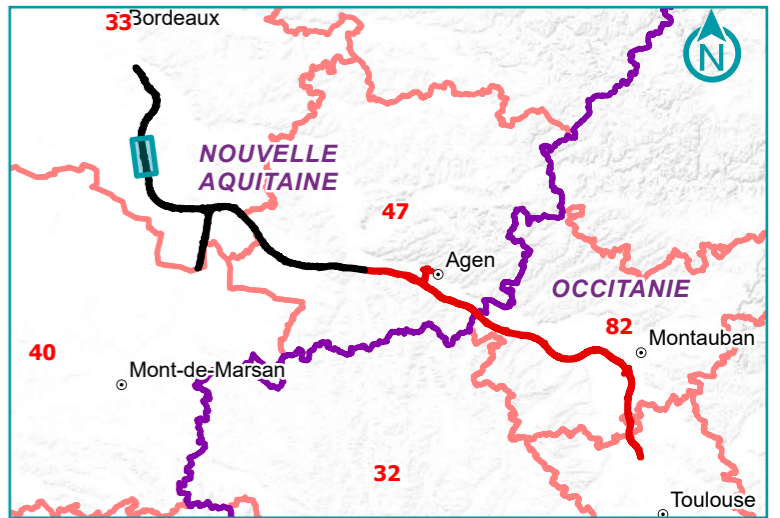 33
Bordeaux
N
NOUVELLE
AQUITAINE
47
Agen
OCCITANIE
82
Montauban
40
Mont-de-Marsan
32
Toulouse